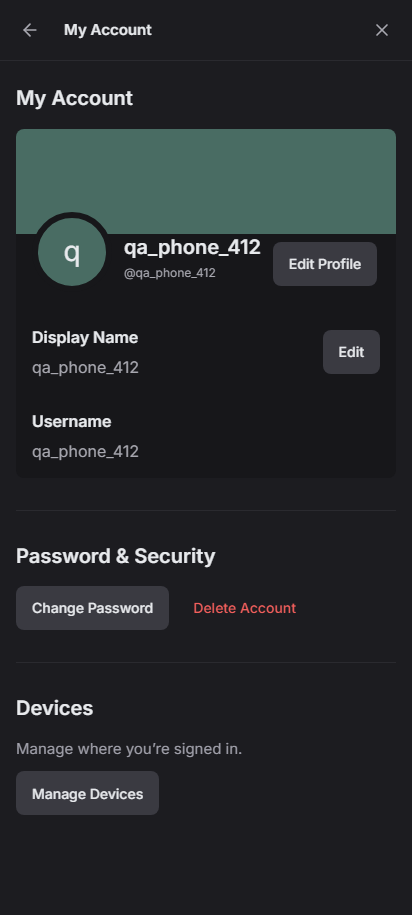 My Account
My Account
q
qa_phone_412
@qa_phone_412
Edit Profile
Display Name
qa_phone_412
Edit
Username
qa_phone_412
Password & Security
Change Password
Delete Account
Devices
Manage where you’re signed in.
Manage Devices